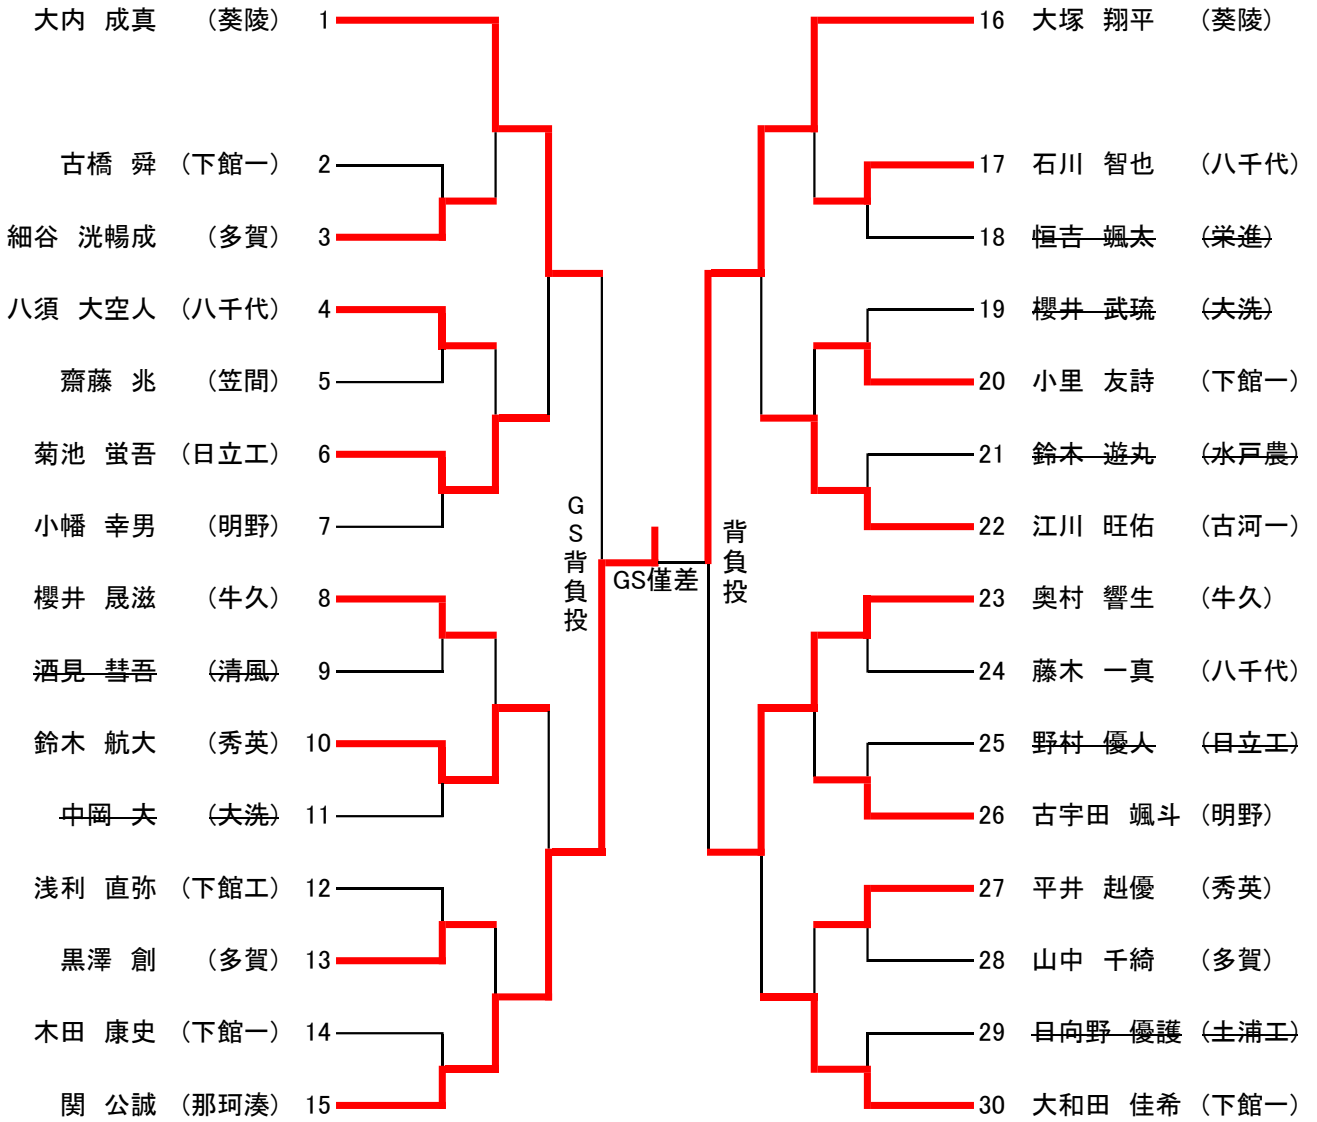 大内 成真 (葵陵) 1
古橋 舜 (下館一) 2
細谷 洸暢成 (多賀) 3
八須 大空人 (八千代) 4
齋藤 兆 (笠間) 5
菊池 蛍吾 (日立工) 6
小幡 幸男 (明野) 7
櫻井 晟滋 (牛久) 8
酒見 彗吾 (清風) 9
鈴木 航大 (秀英) 10
中岡 大 (大洗) 11
浅利 直弥 (下館工) 12
黒澤 創 (多賀) 13
木田 康史 (下館一) 14
関 公誠 (那珂湊) 15
GS背負投
GS僅差
背負投
16 大塚 翔平 (葵陵)
17 石川 智也 (八千代)
18 恒吉 颯太 (栄進)
19 櫻井 武琉 (大洗)
20 小里 友詩 (下館一)
21 鈴木 遊丸 (水戸農)
22 江川 旺佑 (古河一)
23 奥村 響生 (牛久)
24 藤木 一真 (八千代)
25 野村 優人 (日立工)
26 古宇田 颯斗 (明野)
27 平井 赳優 (秀英)
28 山中 千綺 (多賀)
29 日向野 優護 (土浦工)
30 大和田 佳希 (下館一)